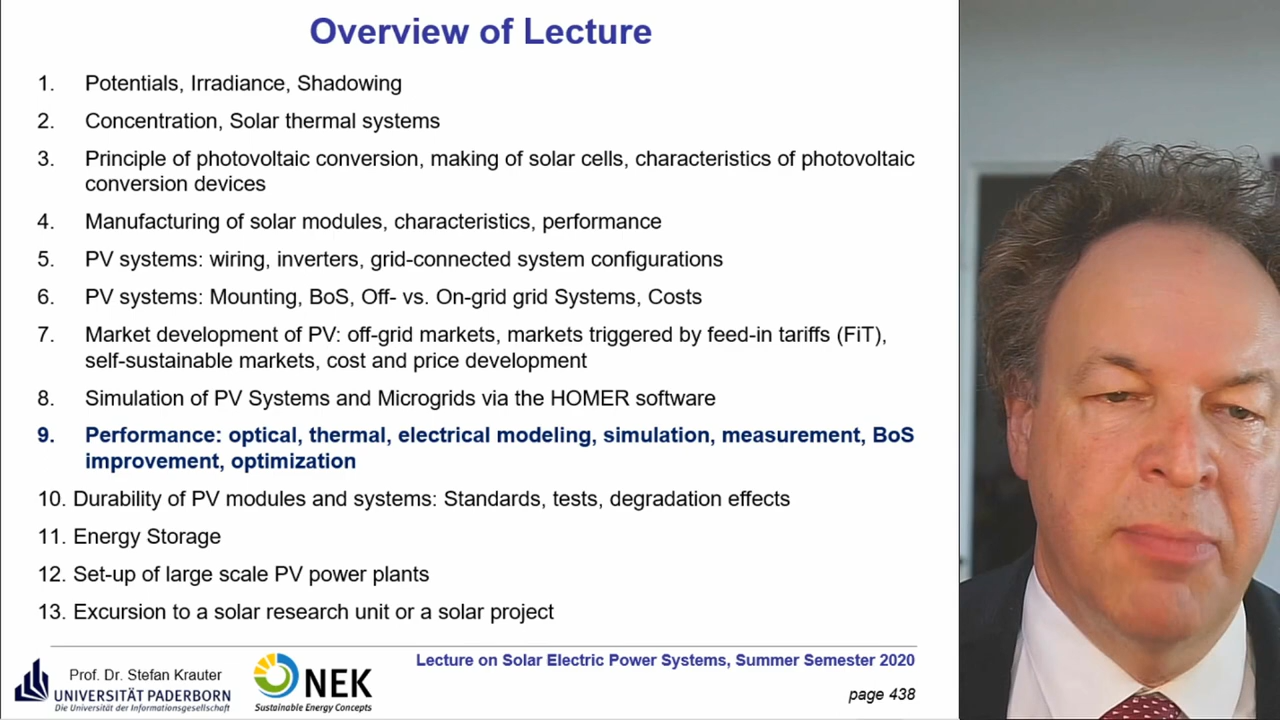 Overview of Lecture
1. Potentials, Irradiance, Shadowing
2. Concentration, Solar thermal systems
3. Principle of photovoltaic conversion, making of solar cells, characteristics of photovoltaic
conversion devices
4. Manufacturing of solar modules, characteristics, performance
5. PV systems: wiring, inverters, grid-connected system configurations
6. PV systems: Mounting, BoS, Off- vs. On-grid grid Systems, Costs
7. Market development of PV: off-grid markets, markets triggered by feed-in tariffs (FiT),
self-sustainable markets, cost and price development
8. Simulation of PV Systems and Microgrids via the HOMER software
9. Performance: optical, thermal, electrical modeling, simulation, measurement, BoS
improvement, optimization
10. Durability of PV modules and systems: Standards, tests, degradation effects
11. Energy Storage
12. Set-up of large scale PV power plants
13. Excursion to a solar research unit or a solar project
Prof. Dr. Stefan Krauter
UNIVERSITÄT PADERBORN
Die Universität der Informationsgesellschaft
NEK
Sustainable Energy Concepts
Lecture on Solar Electric Power Systems, Summer Semester 2020
page 438